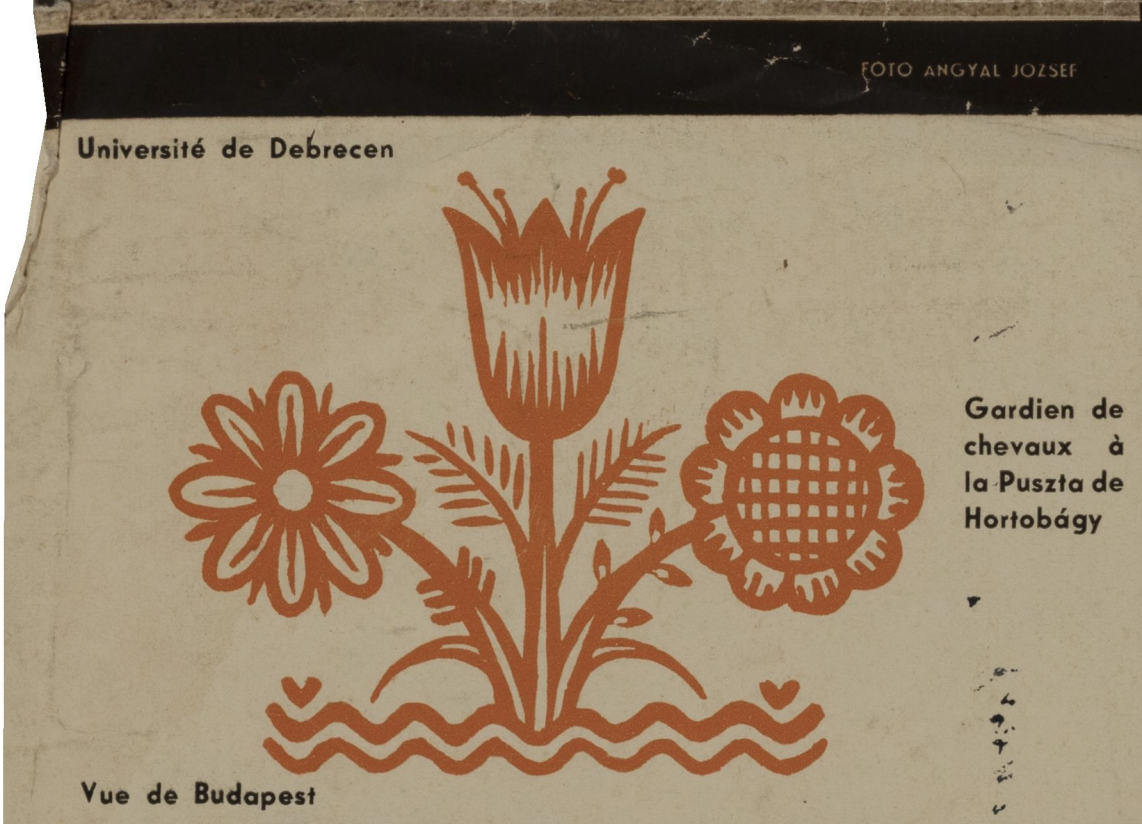 FOTO ANGYAL JOZSEF
Université de Debrecen
Gardien de
chevaux à
la Puszta de
Hortobágy
Vue de Budapest